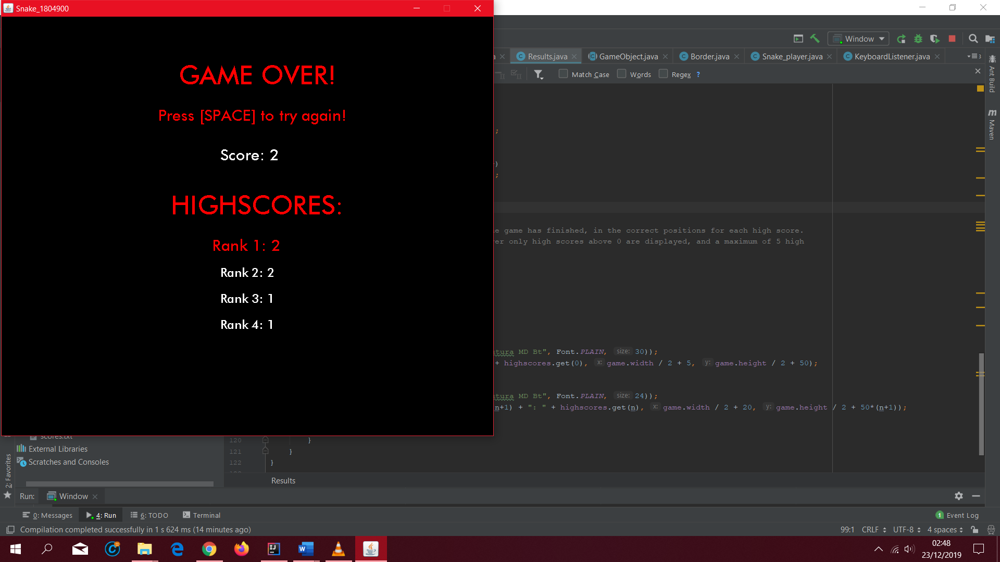 Snake_1804900
GAME OVER!
Press [SPACE] to try again!
Score: 2
HIGHSCORES:
Rank 1: 2
Rank 2: 2
Rank 3: 1
Rank 4: 1
Window
Results.java
GameObject.java
Border.java
Snake_player.java
KeyboardListener.java
3
Match Case
Words
Regex
?
Ant Build
Maven
;
)
;
game has finished, in the correct positions for each high score.
only high scores above 0 are displayed, and a maximum of 5 high
MD Bt", Font.PLAIN, size: 30));
+ highscores.get(0), x: game.width / 2 + 5, y: game.height / 2 + 50);
MD Bt", Font.PLAIN, size: 24));
n+1) + ": " + highscores.get(n), x: game.width / 2 + 20, y: game.height / 2 + 50*(n+1));
scores.txt
External Libraries
Scratches and Consoles
120 }
121 }
122 }
Results
2: Favorites
Run: Window
0: Messages
4: Run
6: TODO
Terminal
1 Event Log
Compilation completed successfully in 1 s 624 ms (14 minutes ago)
99:1 CRLF UTF-8 4 spaces
02:48
23/12/2019